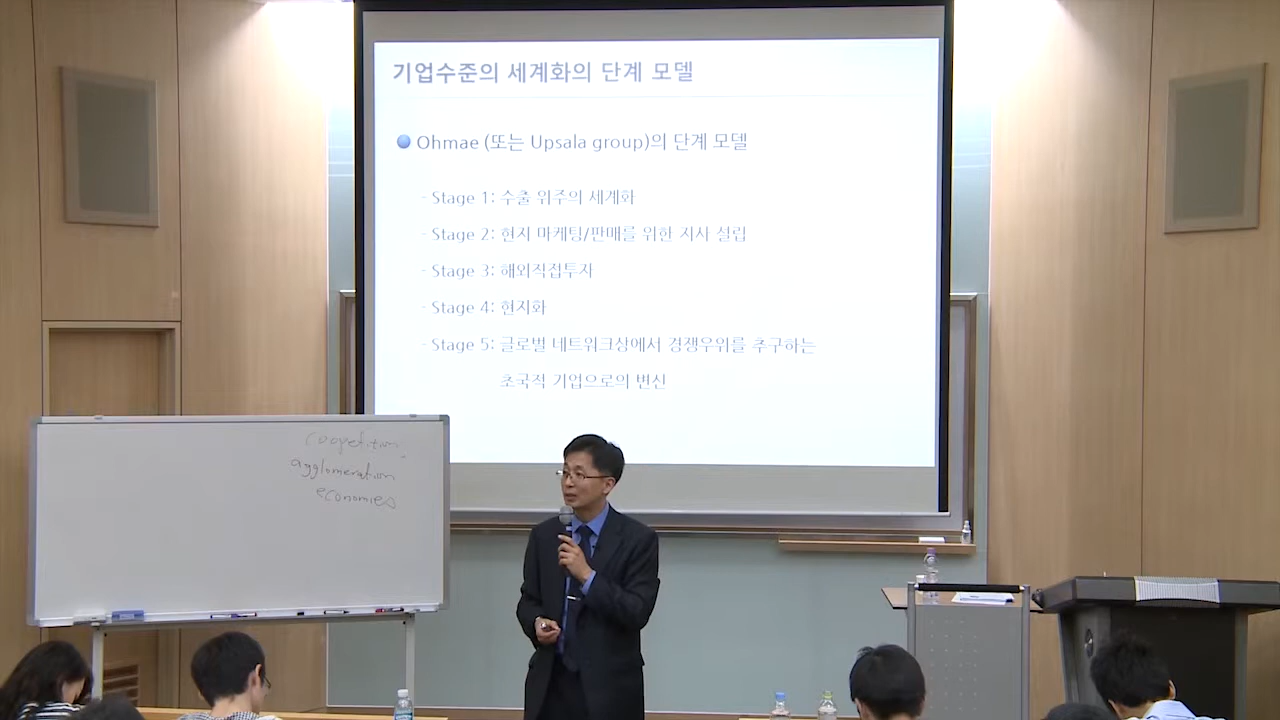 기업수준의 세계화의 단계 모델
Ohmae (또는 Upsala group)의 단계 모델
- Stage 1: 수출 위주의 세계화
- Stage 2: 현지 마케팅/판매를 위한 지사 설립
- Stage 3: 해외직접투자
- Stage 4: 현지화
- Stage 5: 글로벌 네트워크상에서 경쟁우위를 추구하는
초국적 기업으로의 변신
coopetition
agglomeration
economies